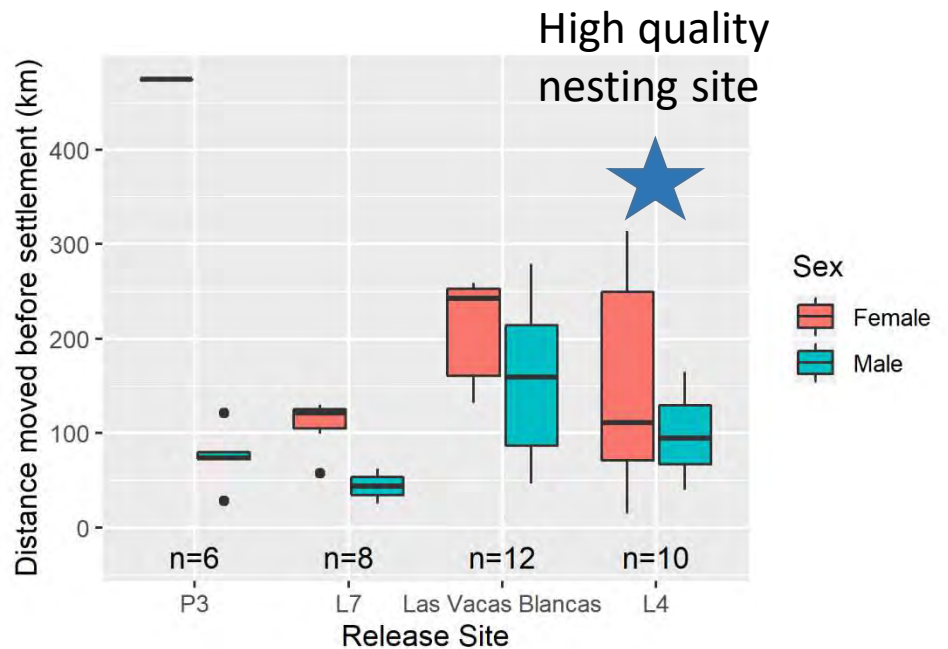 High quality
nesting site
Distance moved before settlement (km)
400
300
200
100
0
n=6 n=8 n=12 n=10
P3 L7 Las Vacas Blancas L4
Release Site
Sex
Female
Male